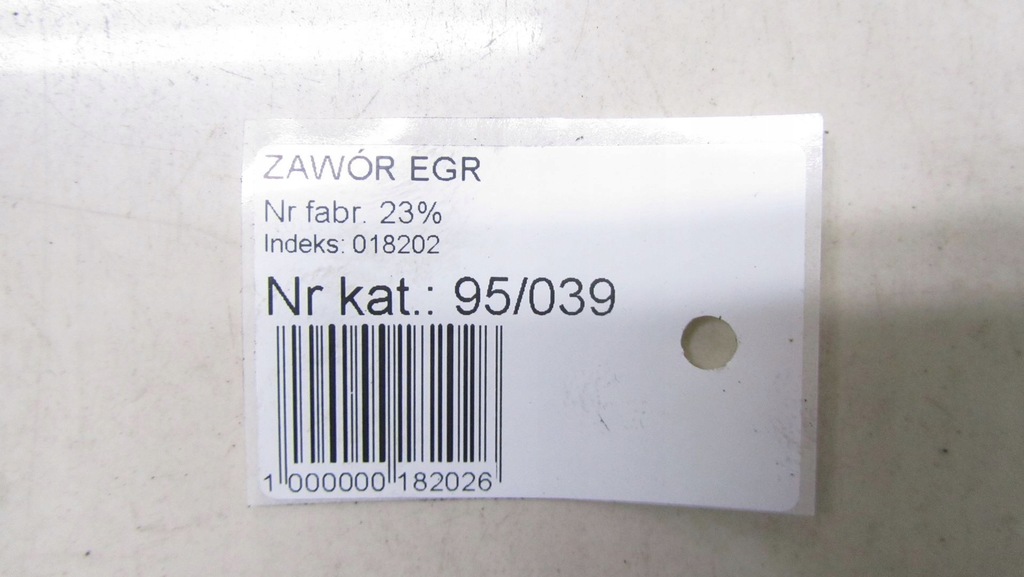 ZAWÓR EGR
Nr fabr. 23%
Indeks: 018202
Nr kat.: 95/039
1 000000 182026